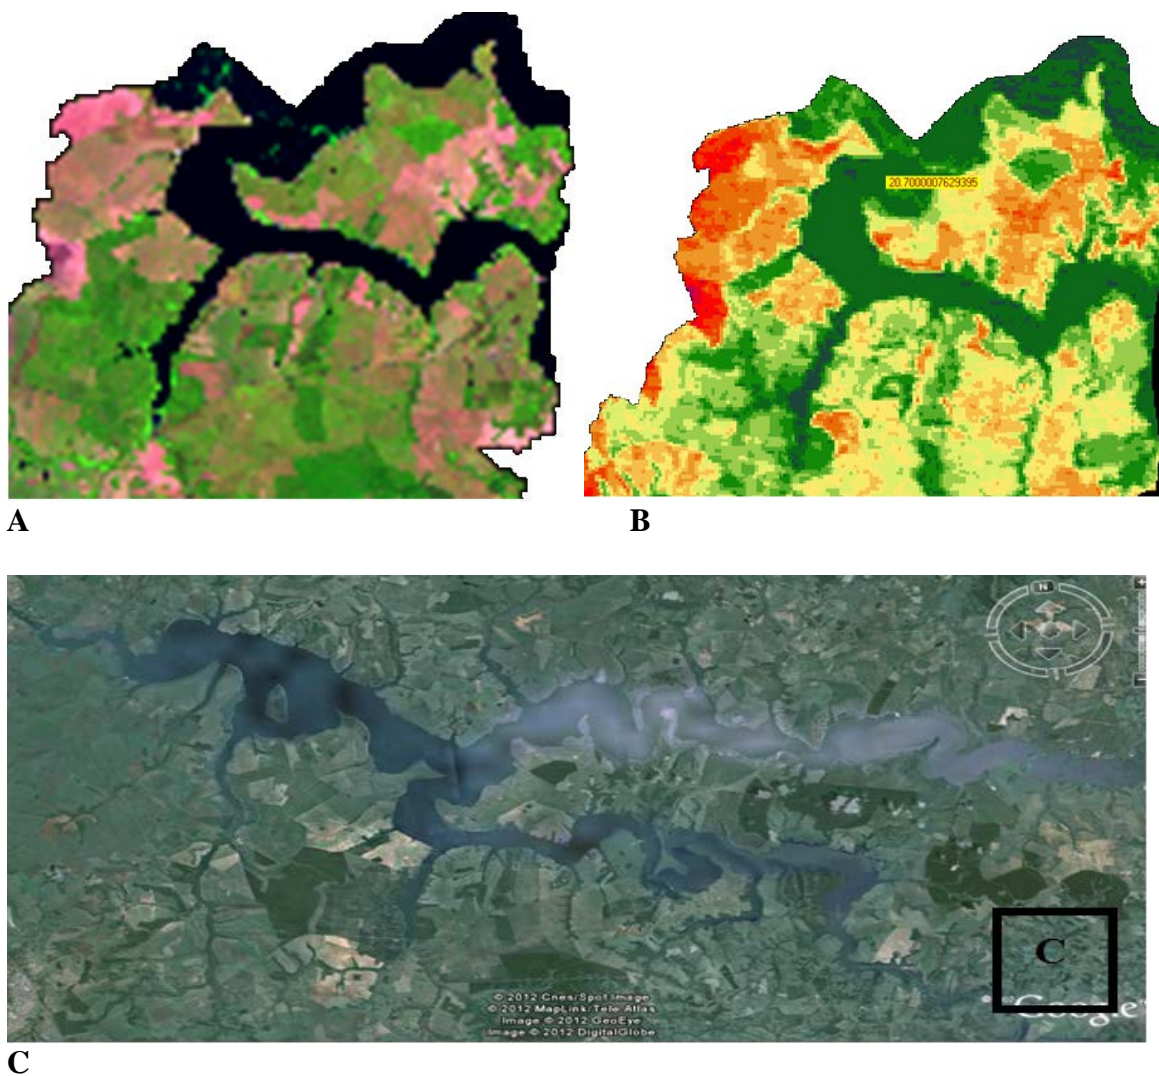 20.7000007629395
A
B
N
C
© 2012 Cnes/Spot Image
© 2012 MapLink/Tele Atlas
Image © 2012 GeoEye
Image © 2012 DigitalGlobe
Google
C